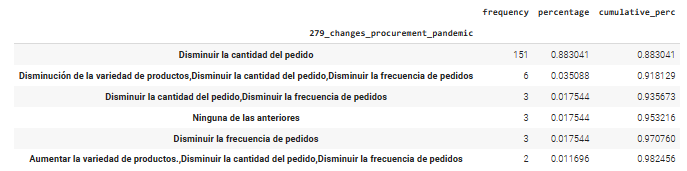 frequency percentage cumulative_perc
279_changes_procurement_pandemic
Disminuir la cantidad del pedido 151 0.883041 0.883041
Disminución de la variedad de productos,Disminuir la cantidad del pedido,Disminuir la frecuencia de pedidos 6 0.035088 0.918129
Disminuir la cantidad del pedido,Disminuir la frecuencia de pedidos 3 0.017544 0.935673
Ninguna de las anteriores 3 0.017544 0.953216
Disminuir la frecuencia de pedidos 3 0.017544 0.970760
Aumentar la variedad de productos.,Disminuir la cantidad del pedido,Disminuir la frecuencia de pedidos 2 0.011696 0.982456